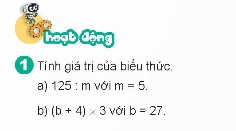 Hoạt động
1 Tính giá trị của biểu thức.
a) 125 : m với m = 5.
b) (b + 4) × 3 với b = 27.